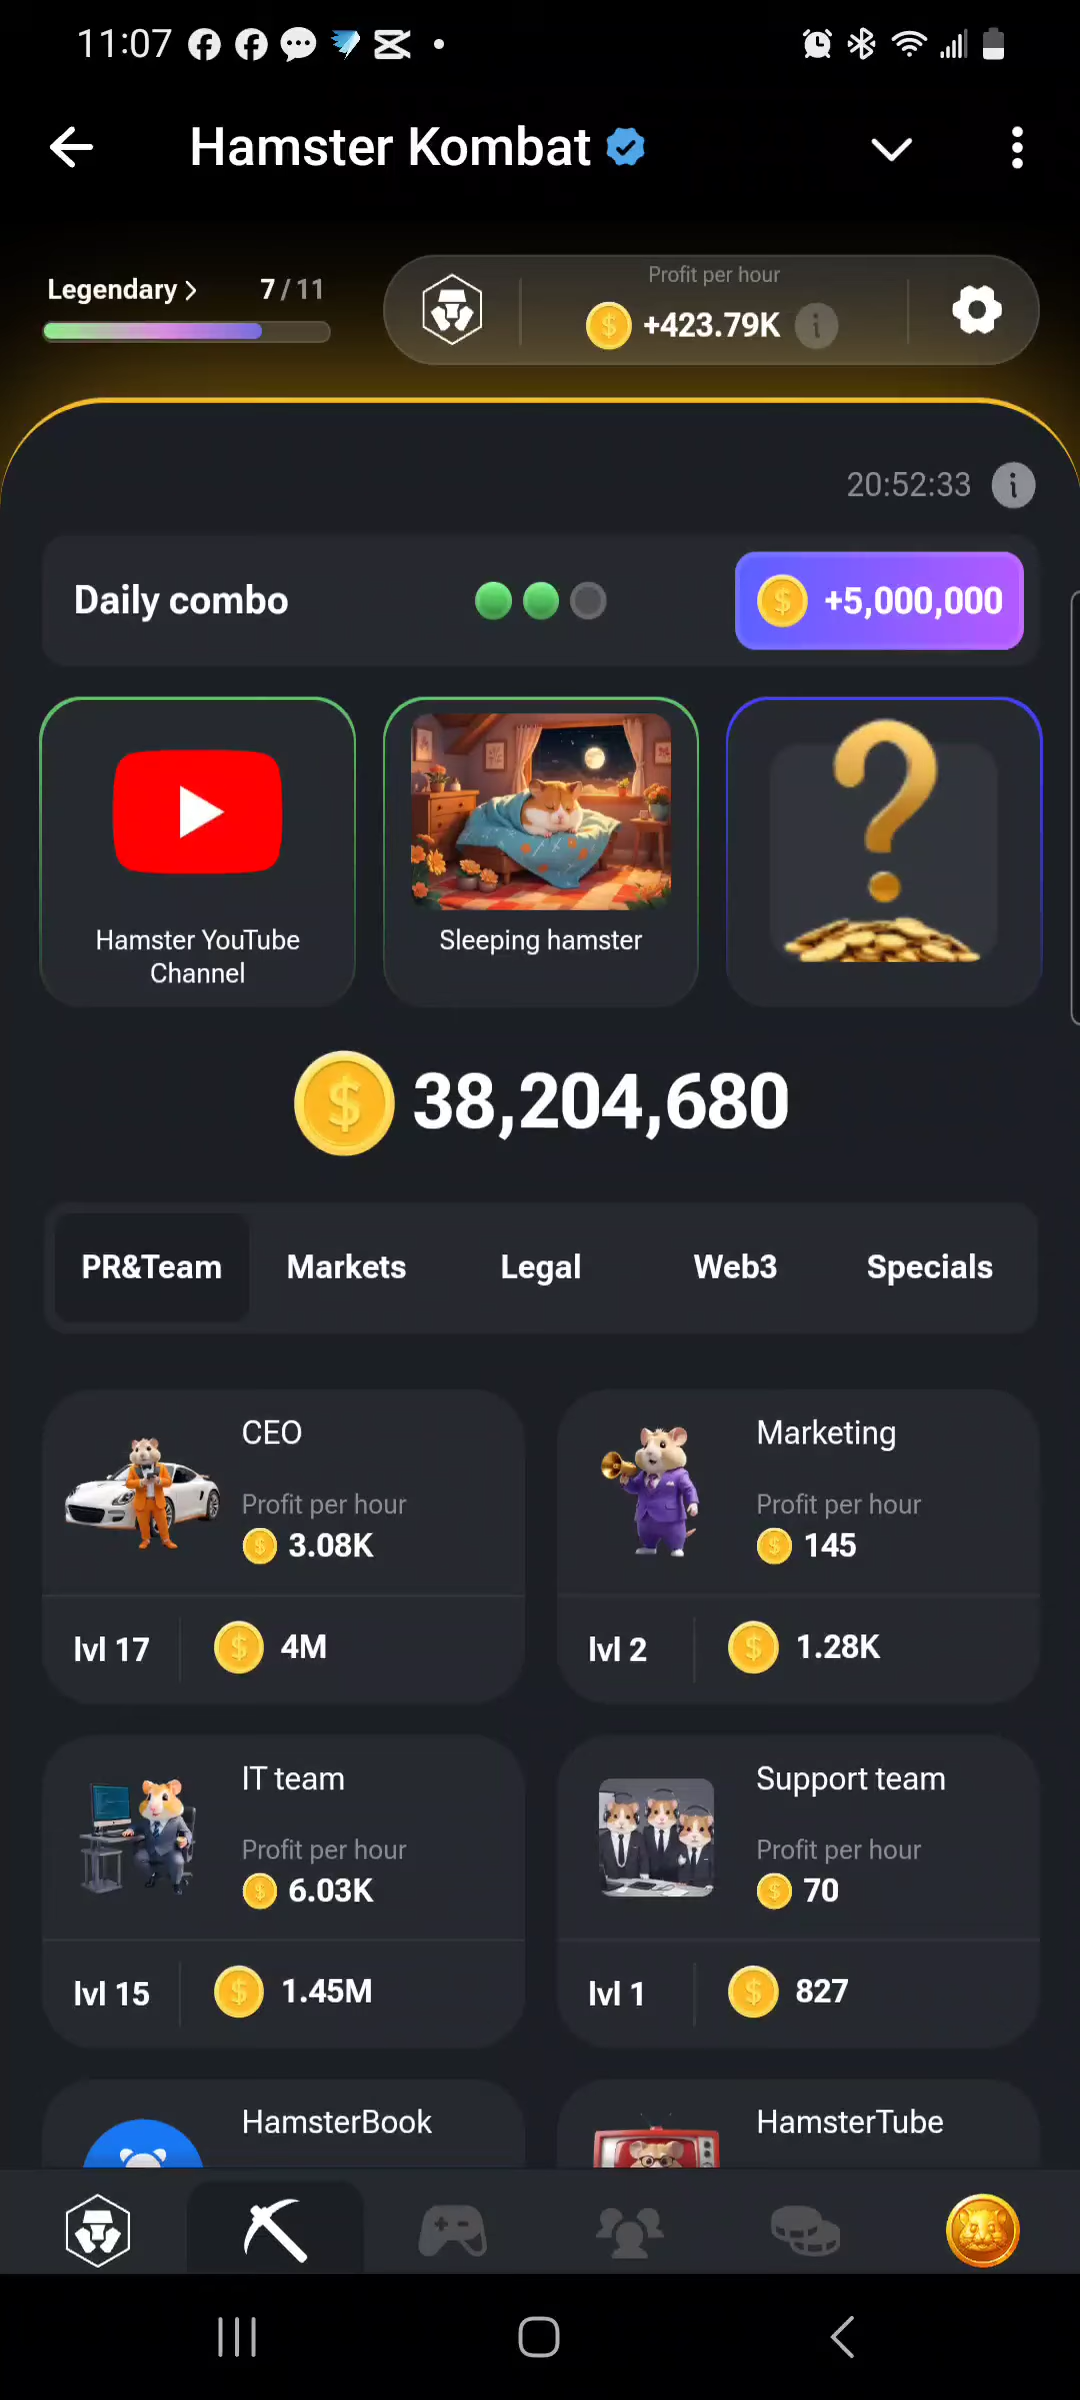 11:07
Hamster Kombat
Legendary > 7 / 11
Profit per hour
+423.79K
20:52:33
Daily combo
+5,000,000
Hamster YouTube
Channel
Sleeping hamster
38,204,680
PR&Team Markets Legal Web3 Specials
CEO
Profit per hour
3.08K
lvl 17 4M
Marketing
Profit per hour
145
lvl 2 1.28K
IT team
Profit per hour
6.03K
lvl 15 1.45M
Support team
Profit per hour
70
lvl 1 827
HamsterBook
HamsterTube